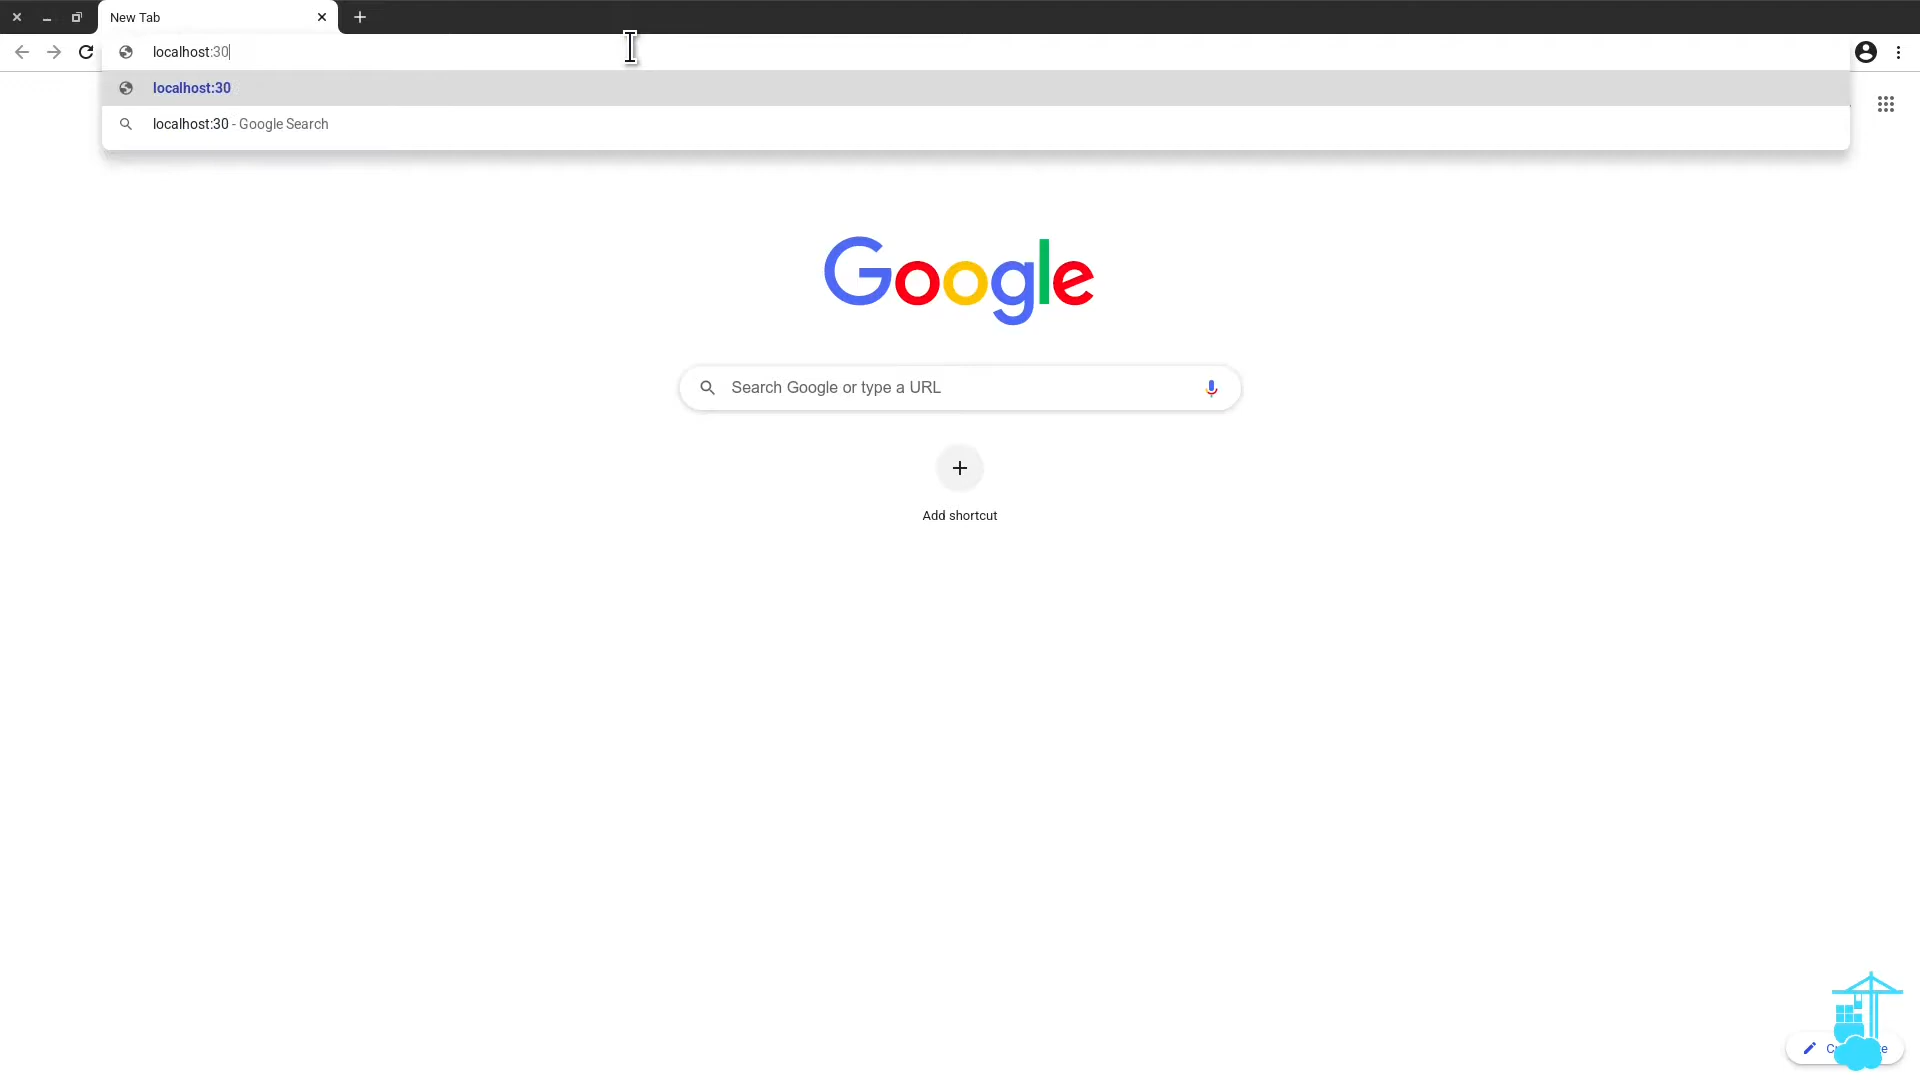 New Tab
localhost:30
localhost:30
localhost:30 - Google Search
Google
Search Google or type a URL
Add shortcut